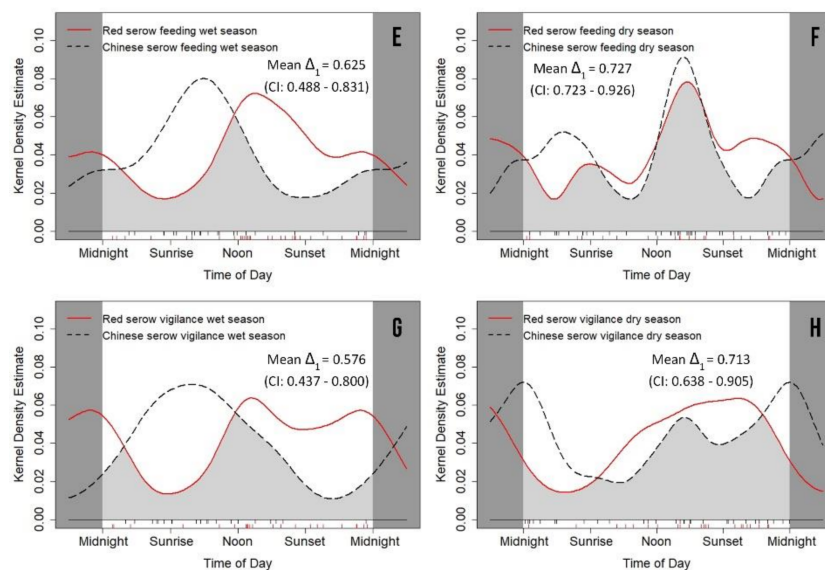 E
Red serow feeding wet season
Chinese serow feeding wet season
Mean Δ1 = 0.625
(CI: 0.488 - 0.831)
Kernel Density Estimate
0.10
0.08
0.06
0.04
0.02
0.00
Midnight Sunrise Noon Sunset Midnight
Time of Day
F
Red serow feeding dry season
Chinese serow feeding dry season
Mean Δ1 = 0.727
(CI: 0.723 - 0.926)
Kernel Density Estimate
0.10
0.08
0.06
0.04
0.02
0.00
Midnight Sunrise Noon Sunset Midnight
Time of Day
G
Red serow vigilance wet season
Chinese serow vigilance wet season
Mean Δ1 = 0.576
(CI: 0.437 - 0.800)
Kernel Density Estimate
0.10
0.08
0.06
0.04
0.02
0.00
Midnight Sunrise Noon Sunset Midnight
Time of Day
H
Red serow vigilance dry season
Chinese serow vigilance dry season
Mean Δ1 = 0.713
(CI: 0.638 - 0.905)
Kernel Density Estimate
0.10
0.08
0.06
0.04
0.02
0.00
Midnight Sunrise Noon Sunset Midnight
Time of Day